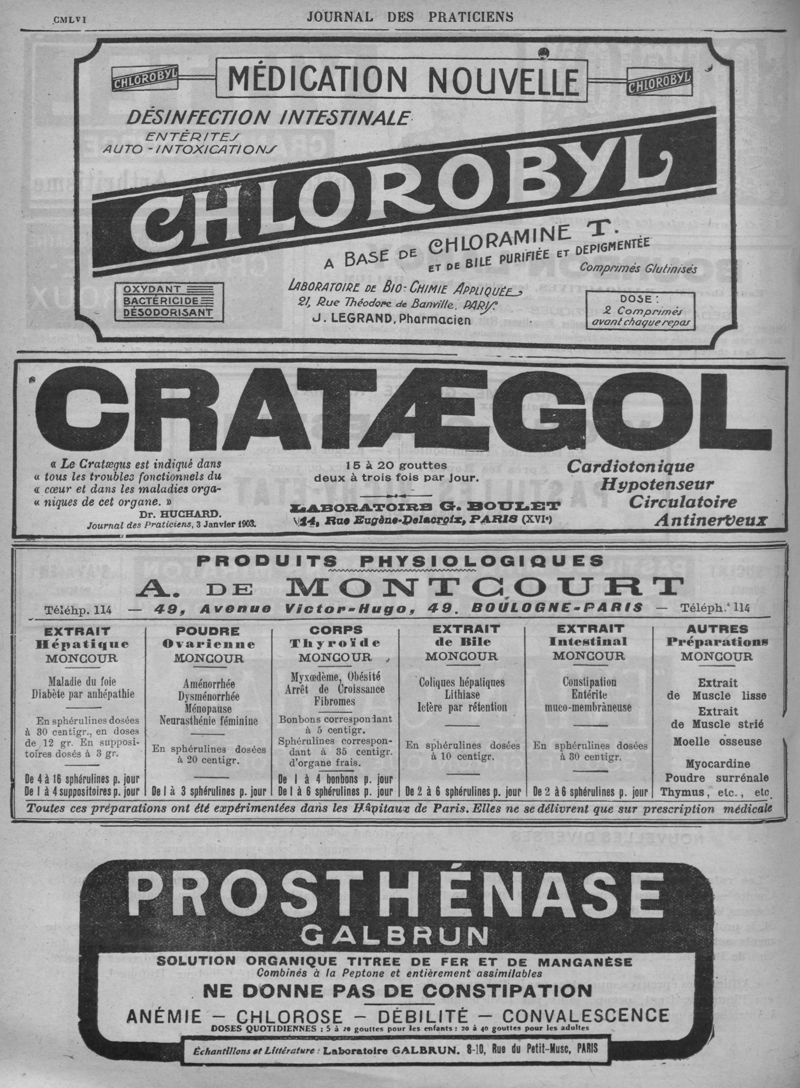 CMLVI
JOURNAL DES PRATICIENS
CHLOROBYL
MÉDICATION NOUVELLE
CHLOROBYL
DÉSINFECTION INTESTINALE
ENTÉRITES
AUTO-INTOXICATIONS
CHLOROBYL
A BASE DE CHLORAMINE T.
ET DE BILE PURIFIÉE ET DEPIGMENTÉE
Comprimés Glutinisés
OXYDANT
BACTÉRICIDE
DÉSODORISANT
LABORATOIRE DE BIO-CHIMIE APPLIQUÉE
21, Rue Théodore de Banville, PARIS
J. LEGRAND, Pharmacien
DOSE:
2 Comprimés
avant chaque repas
CRATÆGOL
« Le Cratægus est indiqué dans
« tous les troubles fonctionnels du
« cœur et dans les maladies orga-
« niques de cet organe. »
Dr. HUCHARD.
Journal des Praticiens, 3 Janvier 1903.
15 à 20 gouttes
deux à trois fois par jour.
LABORATOIRE G. BOULET
14, Rue Eugène-Delacroix, PARIS (XVIe)
Cardiotonique
Hypotenseur
Circulatoire
Antinerveux
PRODUITS PHYSIOLOGIQUES
A. DE MONTCOURT
Téléhp. 114 — 49, Avenue Victor-Hugo, 49. BOULOGNE-PARIS — Téléph. 114
EXTRAIT
Hépatique
MONCOUR
Maladie du foie
Diabète par anhépathie
En sphérulines dosées
à 30 centigr., en doses
de 12 gr. En supposi-
toires dosés à 3 gr.
De 4 à 16 sphérulines p. jour
De 1 à 4 suppositoires p. jour
POUDRE
Ovarienne
MONCOUR
Aménorrhée
Dysménorrhée
Ménopause
Neurasthénie féminine
En sphérulines dosées
à 20 centigr.
De 1 à 3 sphérulines p. jour
CORPS
Thyroïde
MONCOUR
Myxœdème, Obésité
Arrêt de Croissance
Fibromes
Bonbons correspondant
à 5 centigr.
Sphérulines correspon-
dant à 35 centigr.
d'organe frais.
De 1 à 4 bonbons p. jour
De 1 à 6 sphérulines p. jour
EXTRAIT
de Bile
MONCOUR
Coliques hépatiques
Lithiase
Ictère par rétention
En sphérulines dosées
à 10 centigr.
De 2 à 6 sphérulines p. jour
EXTRAIT
Intestinal
MONCOUR
Constipation
Entérite
muco-membràneuse
En sphérulines dosées
à 30 centigr.
De 2 à 6 sphérulines p. jour
AUTRES
Préparations
MONCOUR
Extrait
de Muscle lisse
Extrait
de Muscle strié
Moelle osseuse
Myocardine
Poudre surrénale
Thymus, etc., etc.
Toutes ces préparations ont été expérimentées dans les Hâpitaux de Paris. Elles ne se délivrent que sur prescription médicale
PROSTHÉNASE
GALBRUN
SOLUTION ORGANIQUE TITREE DE FER ET DE MANGANÈSE
Combinés à la Peptone et entièrement assimilables
NE DONNE PAS DE CONSTIPATION
ANÉMIE — CHLOROSE — DÉBILITÉ — CONVALESCENCE
DOSES QUOTIDIENNES : 5 à 20 gouttes pour les enfants : 20 à 40 gouttes pour les adultes
Échantillons et Littérature : Laboratoire GALBRUN. 8-10, Rue du Petit-Musc, PARIS